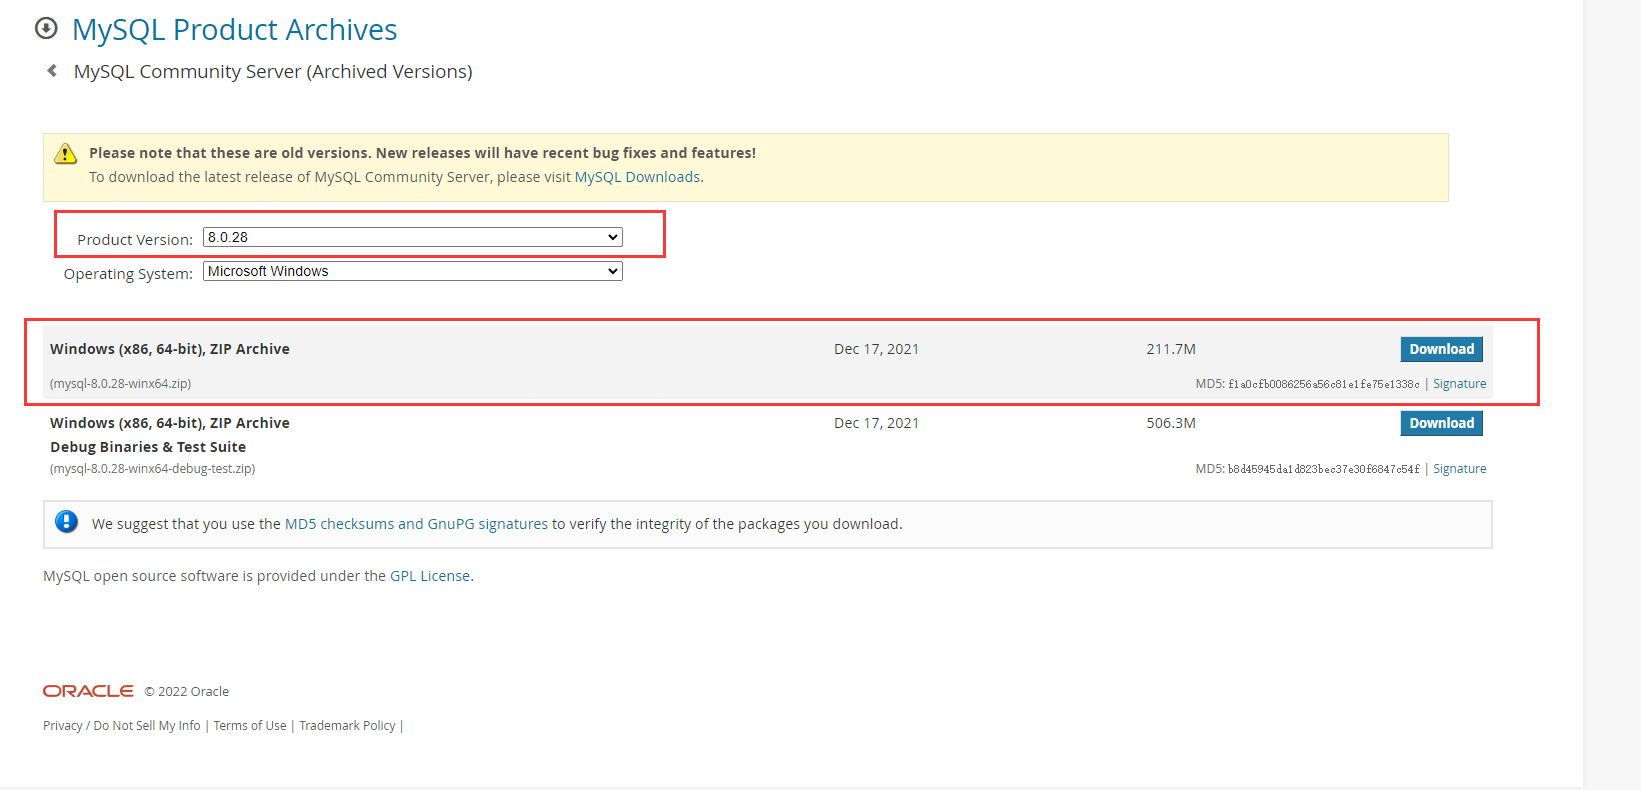 MySQL Product Archives
MySQL Community Server (Archived Versions)
Please note that these are old versions. New releases will have recent bug fixes and features!
To download the latest release of MySQL Community Server, please visit MySQL Downloads.
Product Version: 8.0.28
Operating System: Microsoft Windows
Windows (x86, 64-bit), ZIP Archive Dec 17, 2021 211.7M Download
(mysql-8.0.28-winx64.zip) MD5: f1a0cfb0086256a56c81e1fe75e1338c | Signature
Windows (x86, 64-bit), ZIP Archive Dec 17, 2021 506.3M Download
Debug Binaries & Test Suite
(mysql-8.0.28-winx64-debug-test.zip) MD5: b8d45945da1d823bec37e30f6847c54f | Signature
We suggest that you use the MD5 checksums and GnuPG signatures to verify the integrity of the packages you download.
MySQL open source software is provided under the GPL License.
ORACLE © 2022 Oracle
Privacy / Do Not Sell My Info | Terms of Use | Trademark Policy |